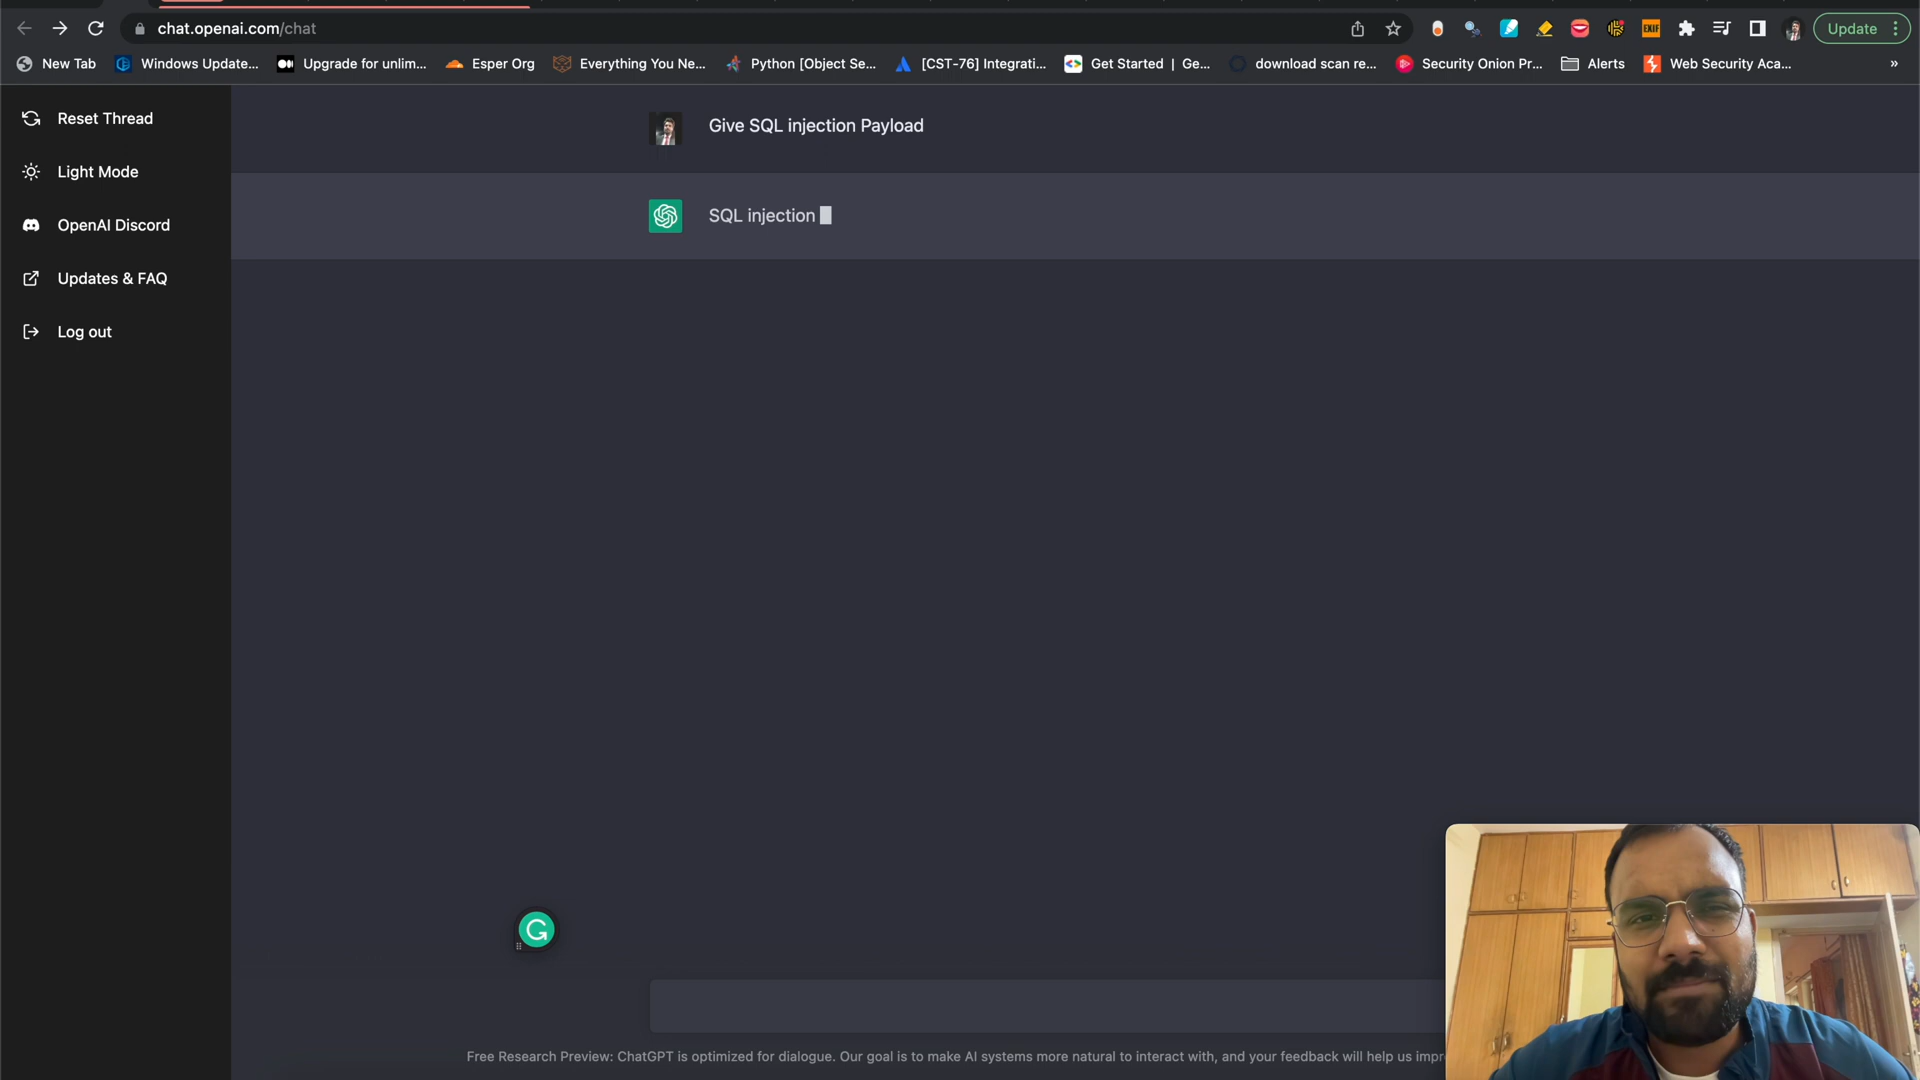 chat.openai.com/chat
Update
New Tab
Windows Update...
Upgrade for unlim...
Esper Org
Everything You Ne...
Python [Object Se...
[CST-76] Integrati...
Get Started | Ge...
download scan re...
Security Onion Pr...
Alerts
Web Security Aca...
»
Reset Thread
Light Mode
OpenAI Discord
Updates & FAQ
Log out
Give SQL injection Payload
SQL injection
EXIF
Free Research Preview: ChatGPT is optimized for dialogue. Our goal is to make AI systems more natural to interact with, and your feedback will help us impr